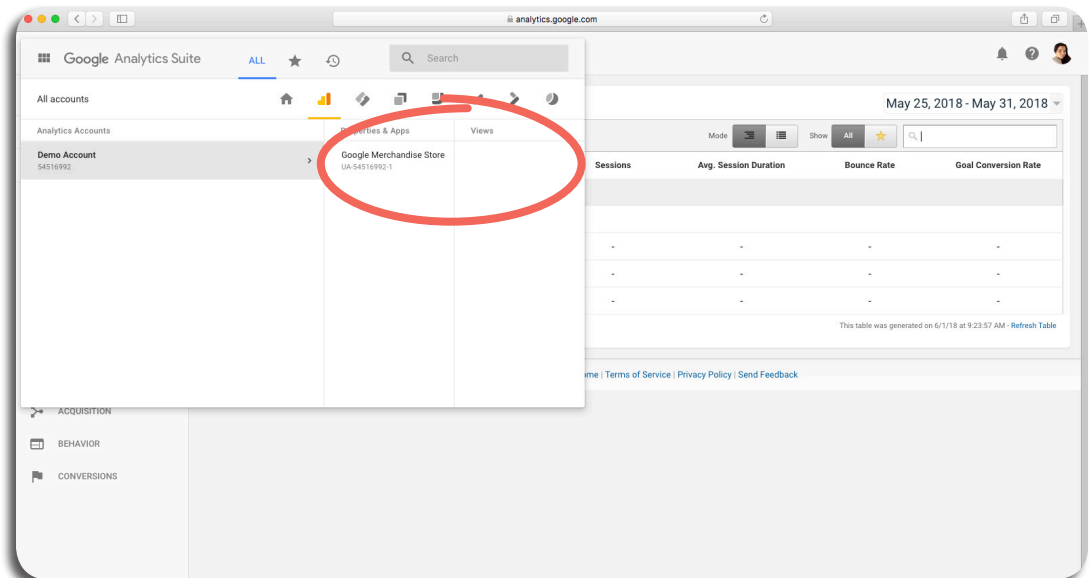 analytics.google.com
Google Analytics Suite
ALL
Search
All accounts
May 25, 2018 - May 31, 2018
Analytics Accounts
Properties & Apps
Views
Mode
Show
All
Demo Account
54516992
Google Merchandise Store
UA-54516992-1
Sessions
Avg. Session Duration
Bounce Rate
Goal Conversion Rate
- - - -
- - - -
- - - -
This table was generated on 6/1/18 at 9:23:57 AM - Refresh Table
| Terms of Service | Privacy Policy | Send Feedback
ACQUISITION
BEHAVIOR
CONVERSIONS